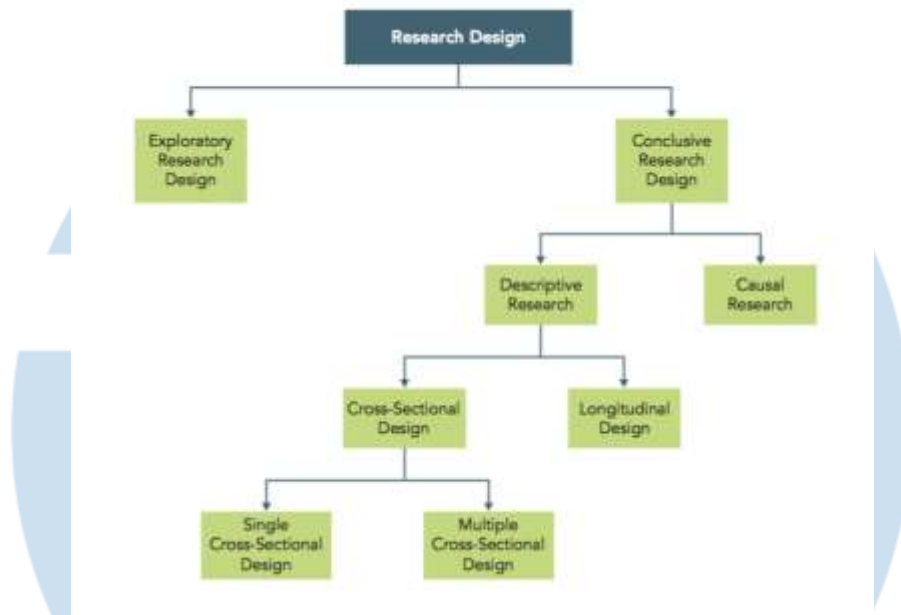 Research Design
Exploratory
Research
Design
Conclusive
Research
Design
Descriptive
Research
Causal
Research
Cross-Sectional
Design
Longitudinal
Design
Single
Cross-Sectional
Design
Multiple
Cross-Sectional
Design